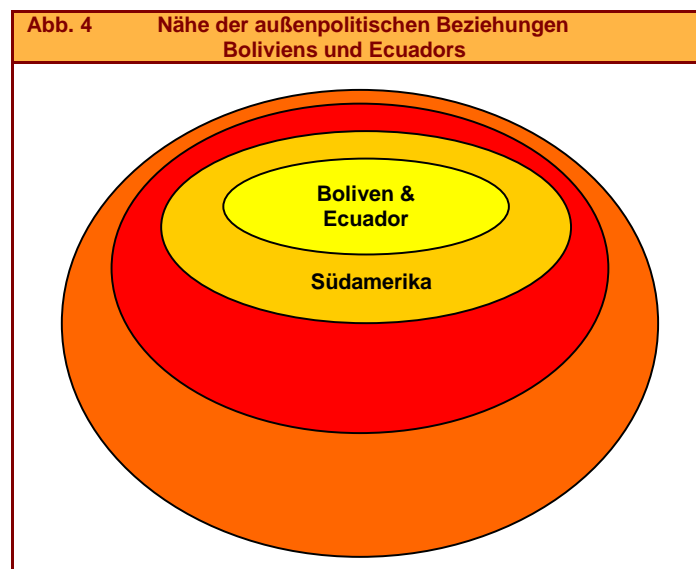 Abb. 4 Nähe der außenpolitischen Beziehungen
Boliviens und Ecuadors
Boliven &
Ecuador
Südamerika